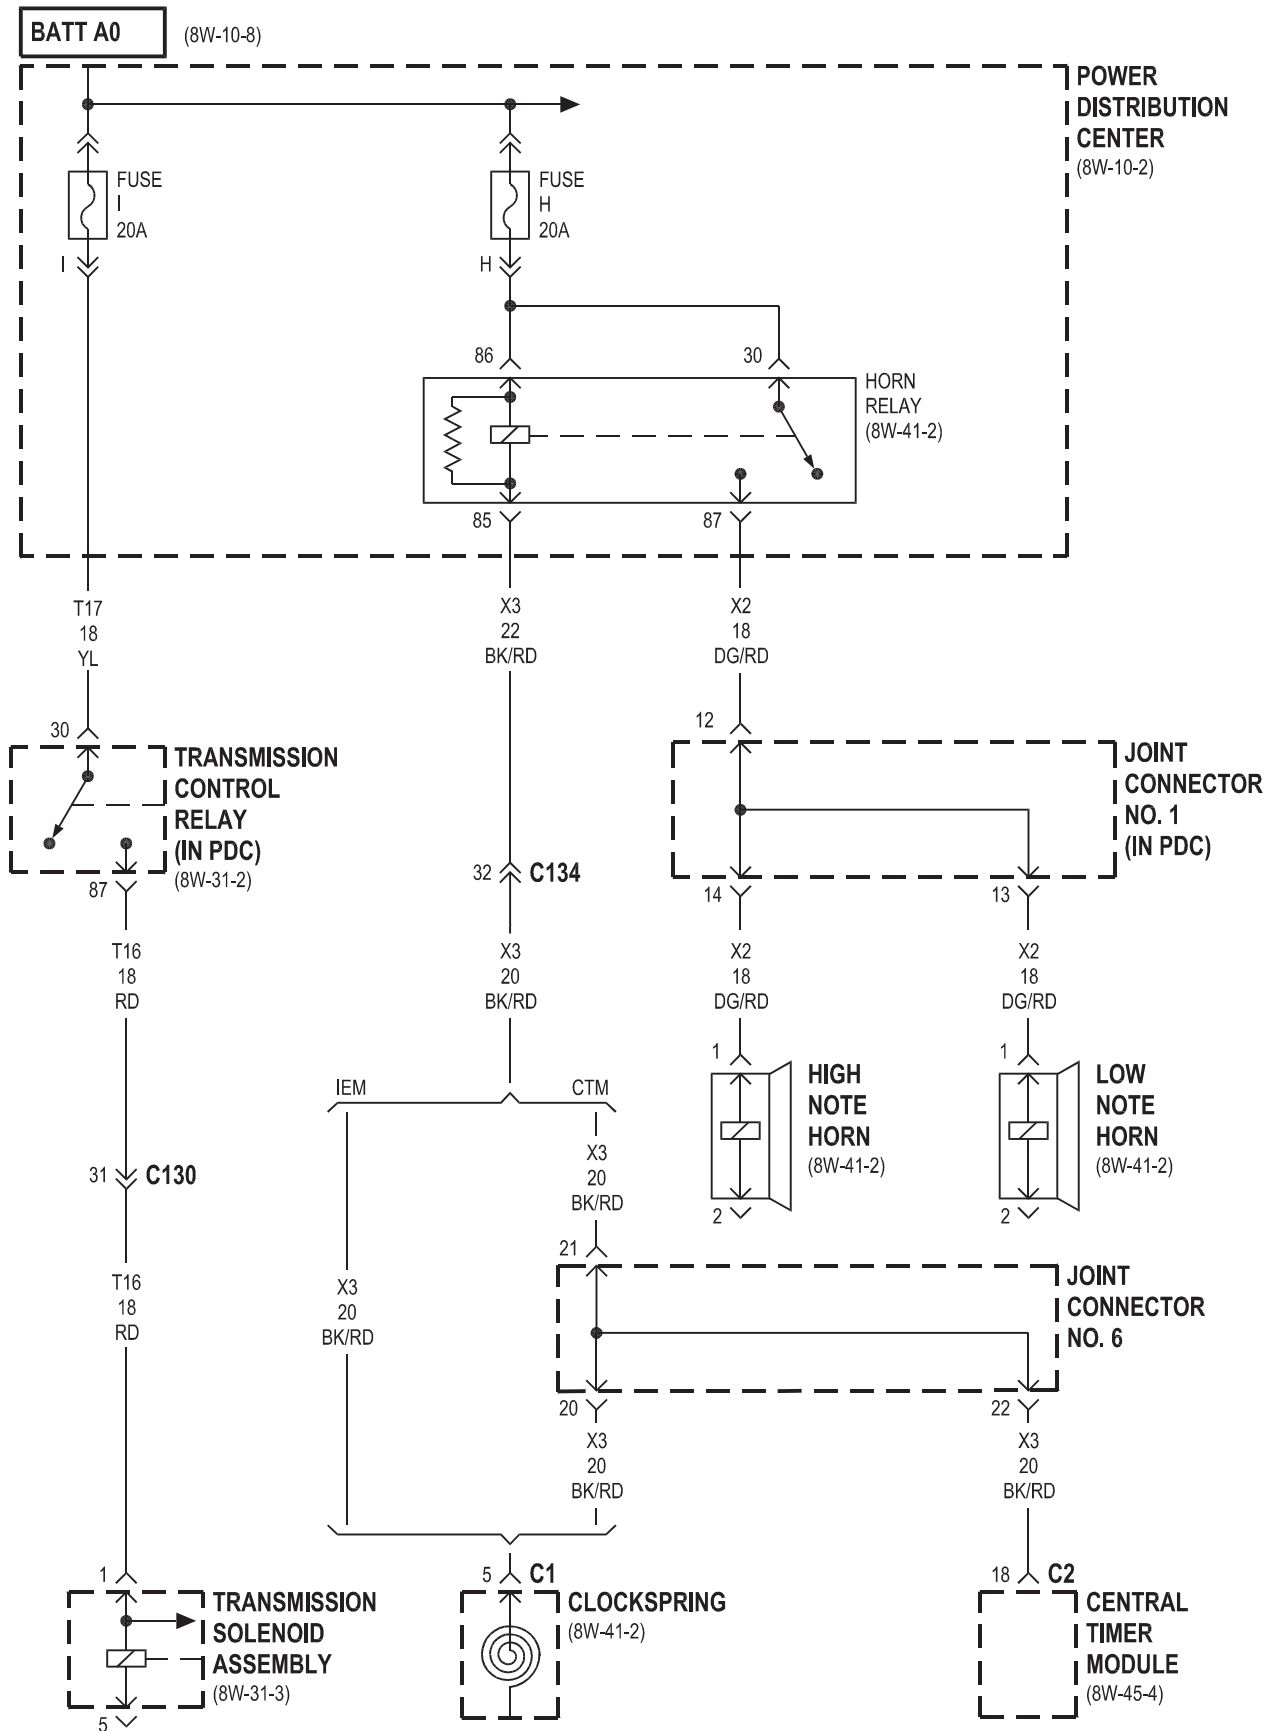 BATT A0
(8W-10-8)
POWER
DISTRIBUTION
CENTER
(8W-10-2)
FUSE
I
20A
I
FUSE
H
20A
H
86
30
HORN
RELAY
(8W-41-2)
85
87
T17
18
YL
X3
22
BK/RD
X2
18
DG/RD
30
TRANSMISSION
CONTROL
RELAY
(IN PDC)
(8W-31-2)
87
12
JOINT
CONNECTOR
NO. 1
(IN PDC)
32 C134
14
13
T16
18
RD
X3
20
BK/RD
X2
18
DG/RD
X2
18
DG/RD
IEM
CTM
1
HIGH
NOTE
HORN
(8W-41-2)
2
1
LOW
NOTE
HORN
(8W-41-2)
2
31 C130
X3
20
BK/RD
21
T16
18
RD
X3
20
BK/RD
JOINT
CONNECTOR
NO. 6
20
22
X3
20
BK/RD
X3
20
BK/RD
1
TRANSMISSION
SOLENOID
ASSEMBLY
(8W-31-3)
5
5 C1
CLOCKSPRING
(8W-41-2)
18 C2
CENTRAL
TIMER
MODULE
(8W-45-4)